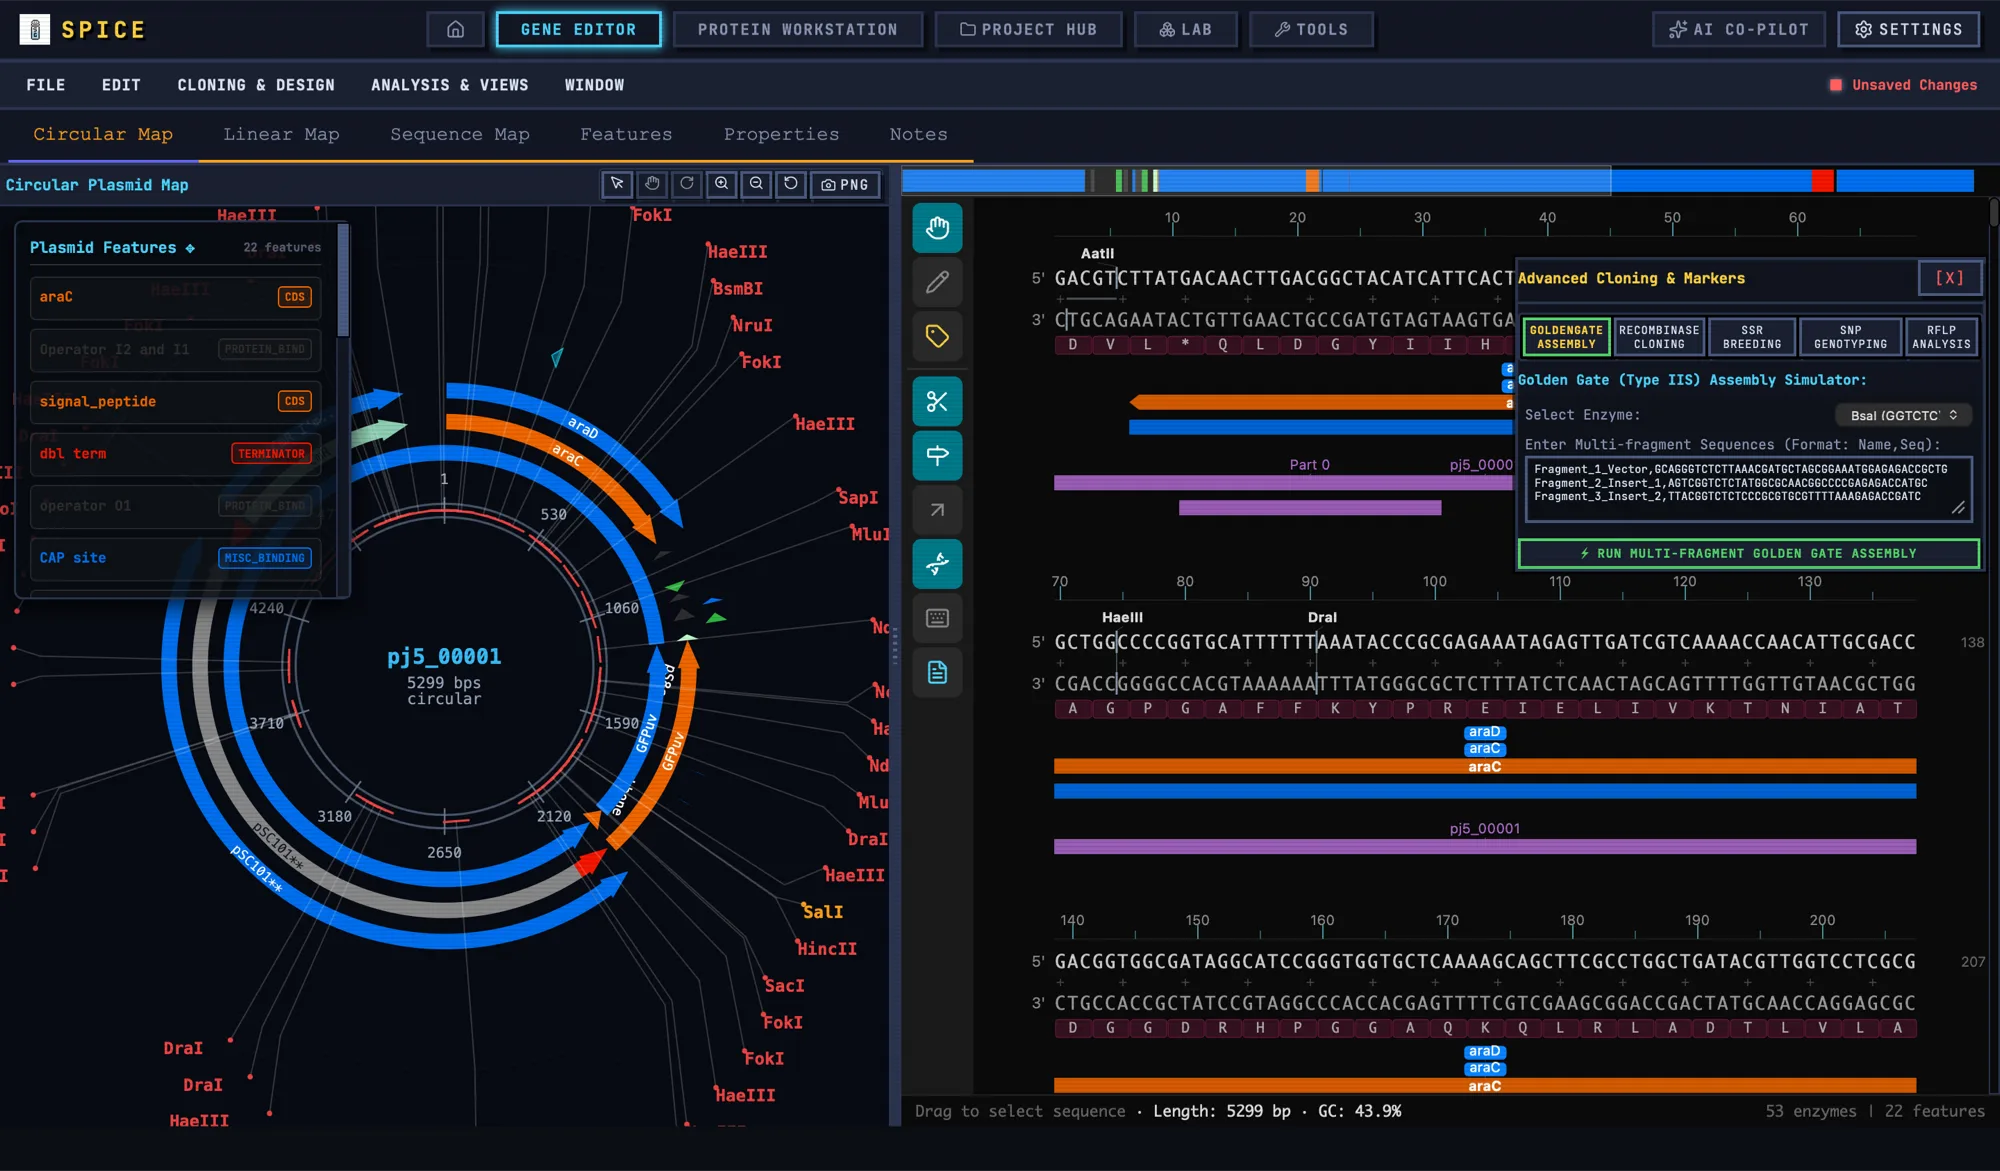 SPICE
GENE EDITOR
PROTEIN WORKSTATION
PROJECT HUB
LAB
TOOLS
AI CO-PILOT
SETTINGS
FILE
EDIT
CLONING & DESIGN
ANALYSIS & VIEWS
WINDOW
Unsaved Changes
Circular Map
Linear Map
Sequence Map
Features
Properties
Notes
Circular Plasmid Map
PNG
Plasmid Features
22 features
araC CDS
Operator I2 and I1 PROTEIN_BIND
signal_peptide CDS
dbl term TERMINATOR
operator O1 PROTEIN_BIND
CAP site MISC_BINDING
HaeIII
FokI
HaeIII
BsmBI
NruI
FokI
HaeIII
SapI
MluI
DraI
HaeIII
SalI
HincII
SacI
FokI
FokI
HaeIII
DraI
DraI
HaeIII
araD
araC
GFPuv
GFPuv
pSC101**
pSC101**
1
530
1060
1590
2120
2650
3180
3710
4240
pj5_00001
5299 bps
circular
10 20 30 40 50 60
AatII
5' GACGTCTTATGACAACTTGACGGCTACATCATTCACT
3' CTGCAGAATACTGTTGAACTGCCGATGTAGTAAGTGA
D V L * Q L D G Y I I H
Part 0
pj5_0000
Advanced Cloning & Markers
[X]
GOLDENGATE ASSEMBLY
RECOMBINASE CLONING
SSR BREEDING
SNP GENOTYPING
RFLP ANALYSIS
Golden Gate (Type IIS) Assembly Simulator:
Select Enzyme:
BsaI (GGTCTC
Enter Multi-fragment Sequences (Format: Name,Seq):
Fragment_1_Vector,GCAGGGTCTCTTAAACGATGCTAGCGGAAATGGAGAGACCGCTG
Fragment_2_Insert_1,AGTCGGTCTCTATGGCGCAACGGCCCCGAGAGACCATGC
Fragment_3_Insert_2,TTACGGTCTCTCCCGCGTGCGTTTTAAAGAGACCGATC
RUN MULTI-FRAGMENT GOLDEN GATE ASSEMBLY
70 80 90 100 110 120 130
HaeIII DraI
5' GCTGGCCCCGGTGCATTTTTTAAATACCCGCGAGAAATAGAGTTGATCGTCAAAACCAACATTGCGACC 138
3' CGACCGGGGCCACGTAAAAAATTTATGGGCGCTCTTTATCTCAACTAGCAGTTTTGGTTGTAACGCTGG
A G P G A F F K Y P R E I E L I V K T N I A T
araD
araC
araC
pj5_00001
140 150 160 170 180 190 200
5' GACGGTGGCGATAGGCATCCGGGTGGTGCTCAAAAGCAGCTTCGCCTGGCTGATACGTTGGTCCTCGCG 207
3' CTGCCACCGCTATCCGTAGGCCCACCACGAGTTTTCGTCGAAGCGGACCGACTATGCAACCAGGAGCGC
D G G D R H P G G A Q K Q L R L A D T L V L A
araD
araC
araC
Drag to select sequence · Length: 5299 bp · GC: 43.9%
53 enzymes | 22 features